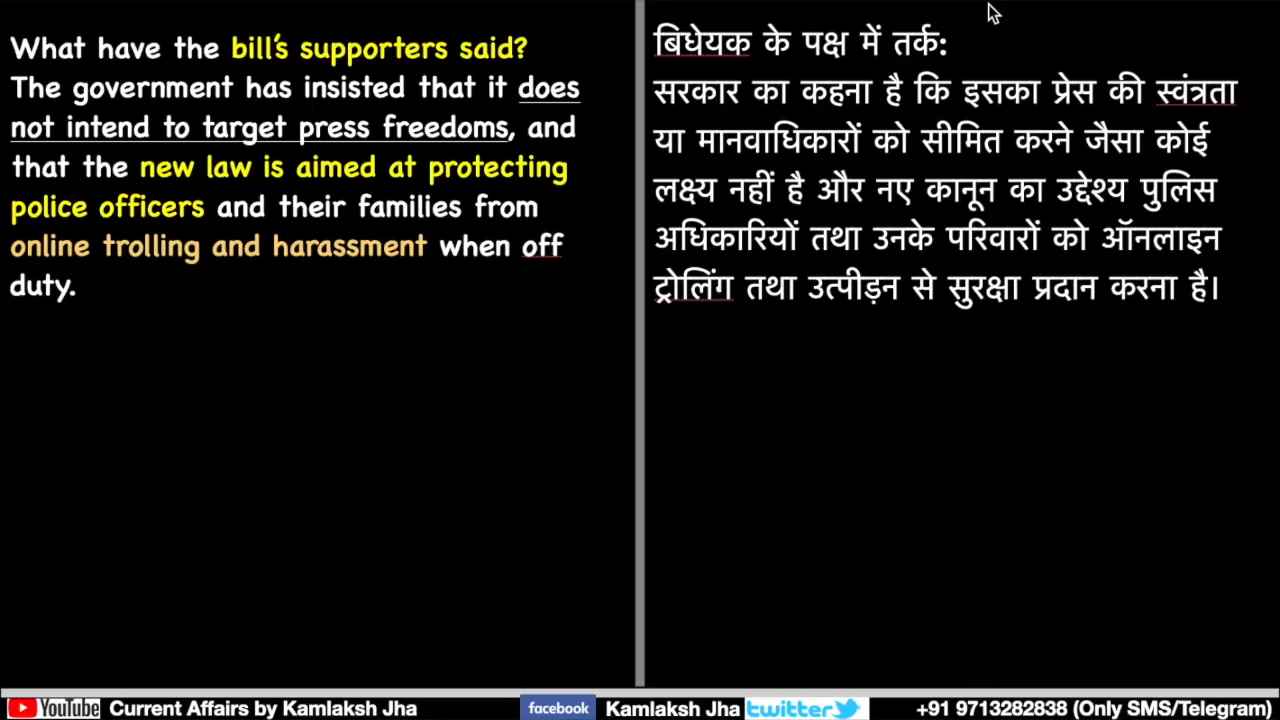 What have the bill's supporters said?
The government has insisted that it does
not intend to target press freedoms, and
that the new law is aimed at protecting
police officers and their families from
online trolling and harassment when off
duty.
बिधेयक के पक्ष में तर्क:
सरकार का कहना है कि इसका प्रेस की स्वंत्रता
या मानवाधिकारों को सीमित करने जैसा कोई
लक्ष्य नहीं है और नए कानून का उद्देश्य पुलिस
अधिकारियों तथा उनके परिवारों को ऑनलाइन
ट्रोलिंग तथा उत्पीड़न से सुरक्षा प्रदान करना है।
YouTube Current Affairs by Kamlaksh Jha facebook Kamlaksh Jha twitter +91 9713282838 (Only SMS/Telegram)